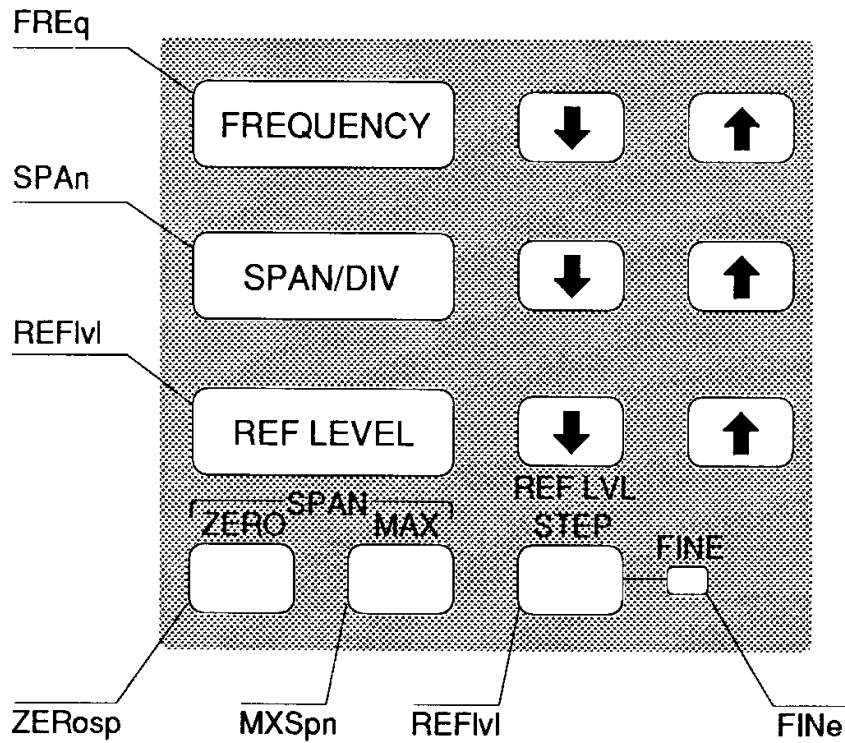 FREq
FREQUENCY
SPAn
SPAN/DIV
REFlvl
REF LEVEL
REF LVL
SPAN
ZERO
MAX
STEP
FINE
ZERosp
MXSpn
REFlvl
FINe